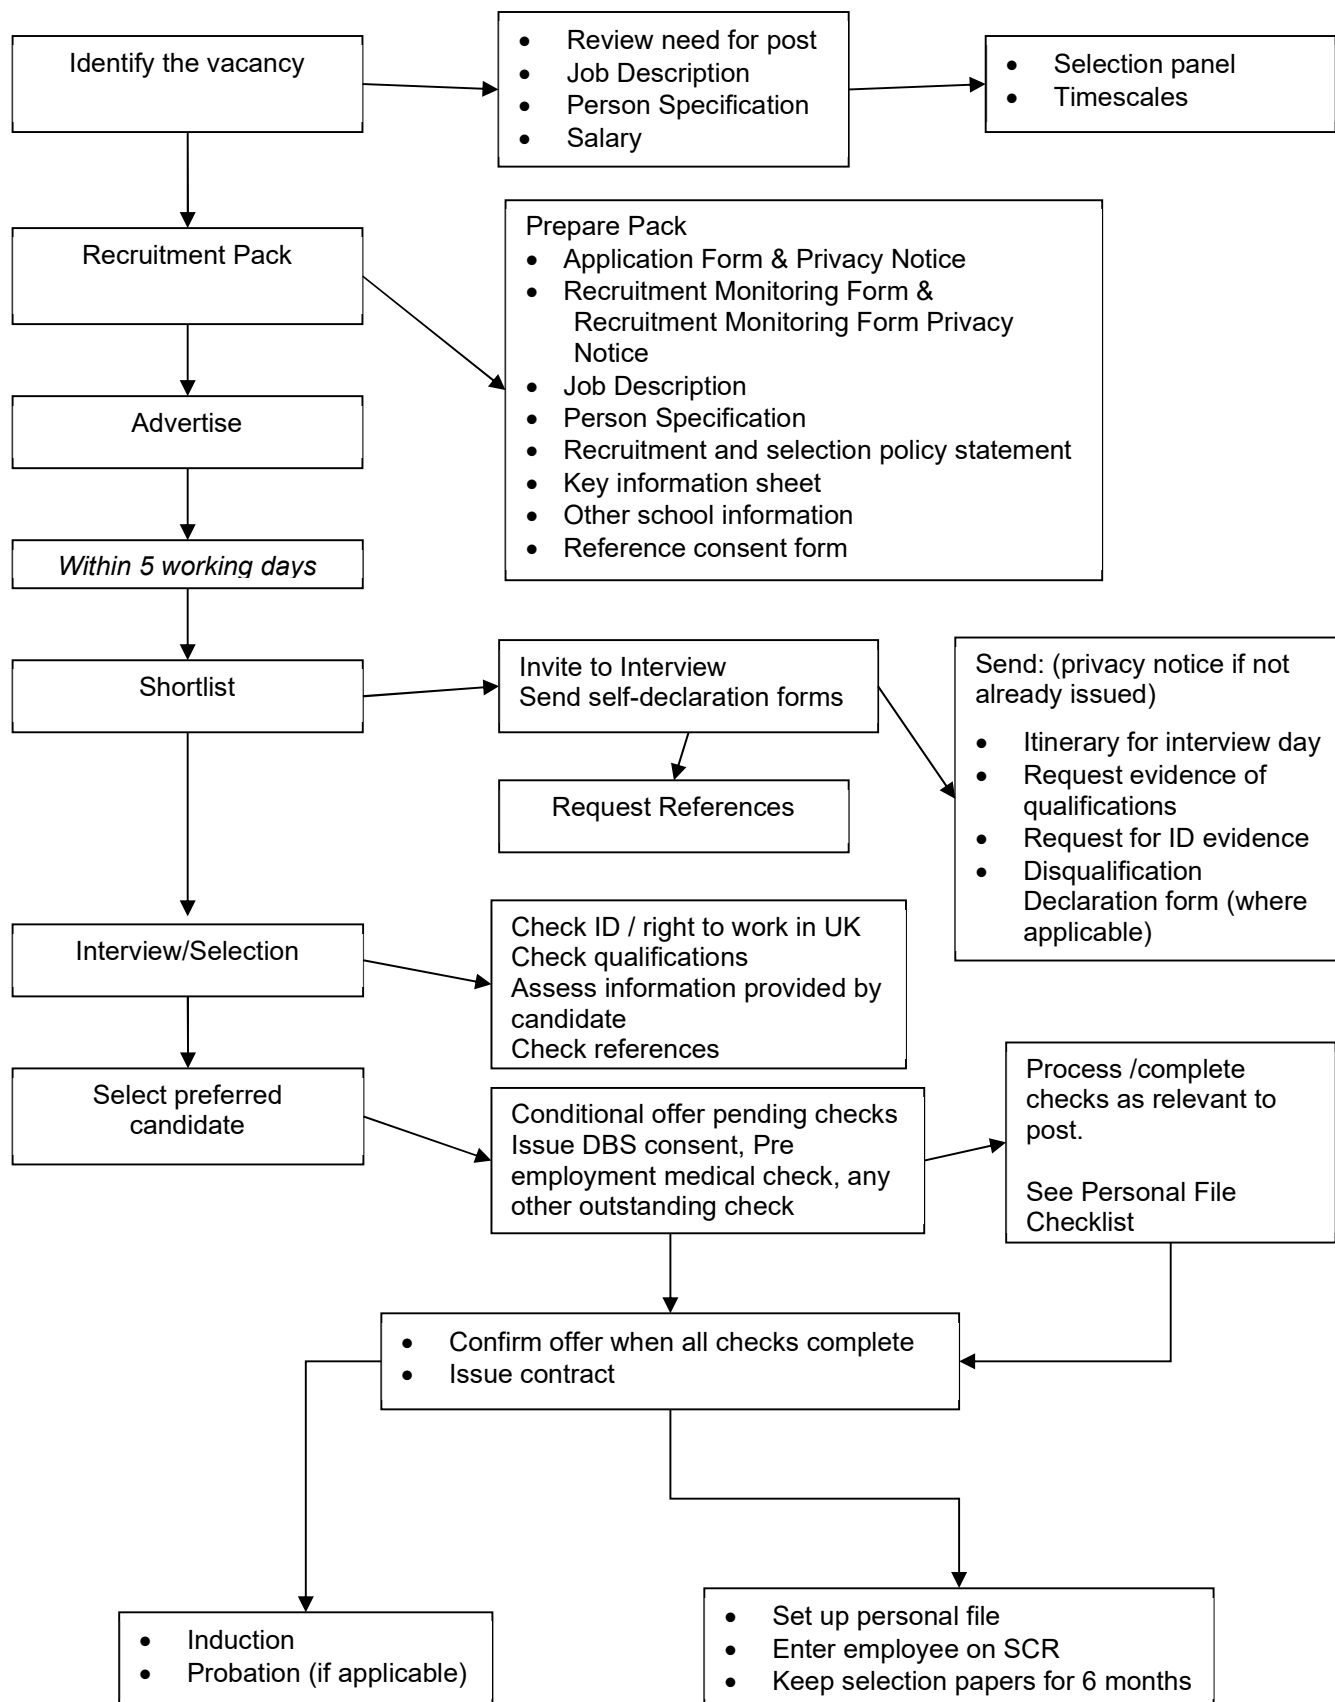 Identify the vacancy
• Review need for post
• Job Description
• Person Specification
• Salary
• Selection panel
• Timescales
Recruitment Pack
Prepare Pack
• Application Form & Privacy Notice
• Recruitment Monitoring Form &
Recruitment Monitoring Form Privacy
Notice
• Job Description
• Person Specification
• Recruitment and selection policy statement
• Key information sheet
• Other school information
• Reference consent form
Advertise
Within 5 working days
Shortlist
Invite to Interview
Send self-declaration forms
Request References
Send: (privacy notice if not
already issued)
• Itinerary for interview day
• Request evidence of
qualifications
• Request for ID evidence
• Disqualification
Declaration form (where
applicable)
Interview/Selection
Check ID / right to work in UK
Check qualifications
Assess information provided by
candidate
Check references
Select preferred
candidate
Conditional offer pending checks
Issue DBS consent, Pre
employment medical check, any
other outstanding check
Process /complete
checks as relevant to
post.
See Personal File
Checklist
• Confirm offer when all checks complete
• Issue contract
• Induction
• Probation (if applicable)
• Set up personal file
• Enter employee on SCR
• Keep selection papers for 6 months